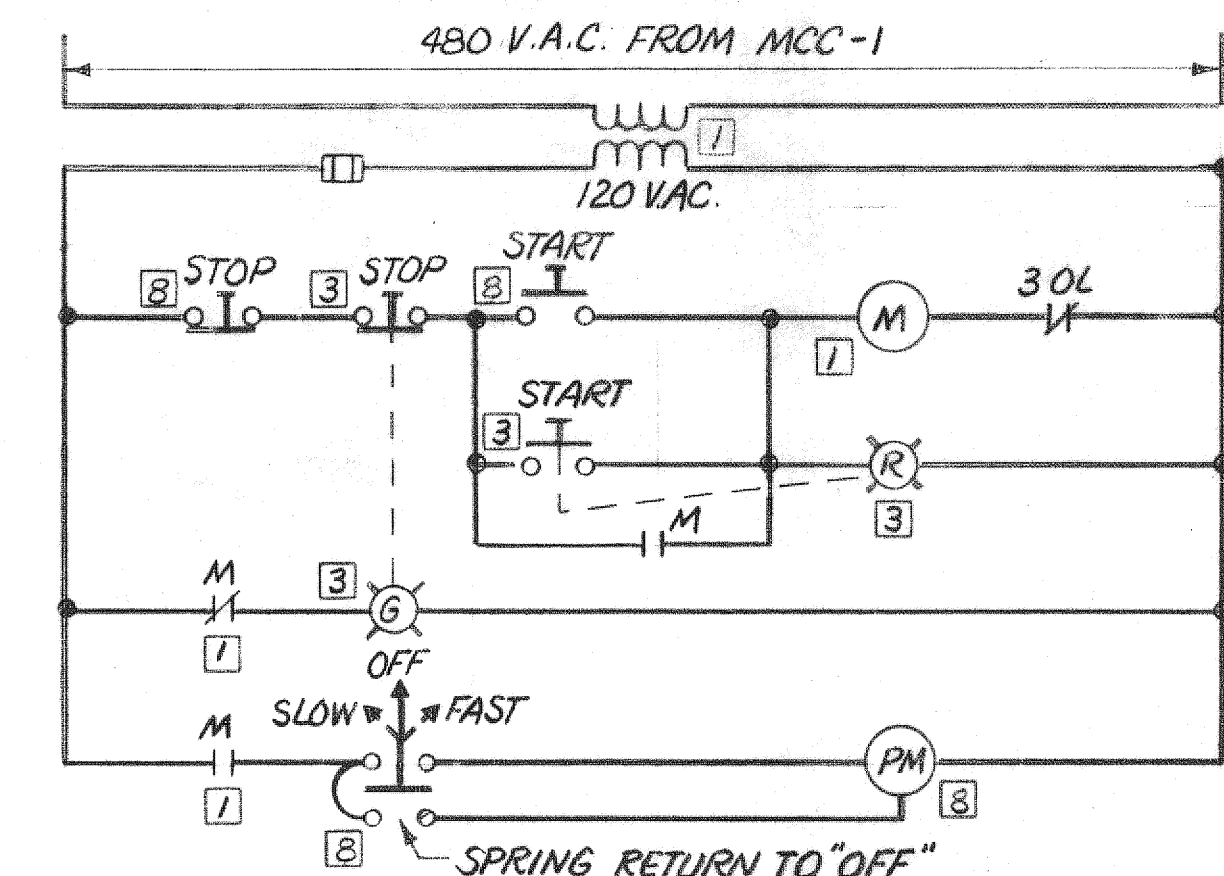 480 V.A.C. FROM MCC-1
1
120 VAC.
START
8 STOP 3 STOP 8
3 OL
M
1
START
3
R
3
M
M 3
G
1
OFF
SLOW FAST
M
PM
1
8
8
SPRING RETURN TO "OFF"